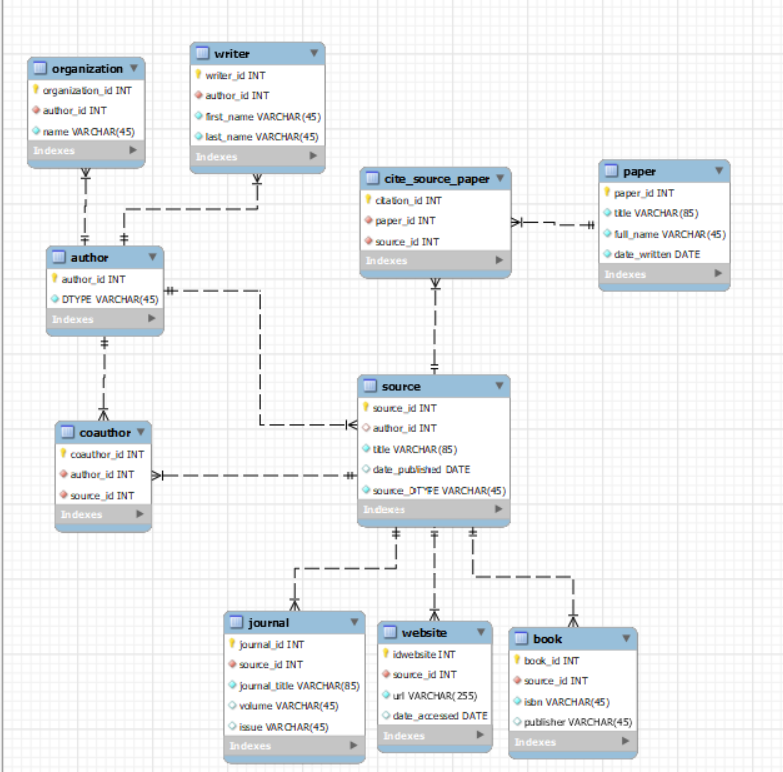 organization
organization_id INT
author_id INT
name VARCHAR(45)
Indexes
writer
writer_id INT
author_id INT
first_name VARCHAR(45)
last_name VARCHAR(45)
Indexes
cite_source_paper
citation_id INT
paper_id INT
source_id INT
Indexes
paper
paper_id INT
title VARCHAR(85)
full_name VARCHAR(45)
date_written DATE
Indexes
author
author_id INT
DTYPE VARCHAR(45)
Indexes
source
source_id INT
author_id INT
title VARCHAR(85)
date_published DATE
source_DTYPE VARCHAR(45)
Indexes
coauthor
coauthor_id INT
author_id INT
source_id INT
Indexes
journal
journal_id INT
source_id INT
journal_title VARCHAR(85)
volume VARCHAR(45)
issue VARCHAR(45)
Indexes
website
idwebsite INT
source_id INT
url VARCHAR(255)
date_accessed DATE
Indexes
book
book_id INT
source_id INT
isbn VARCHAR(45)
publisher VARCHAR(45)
Indexes